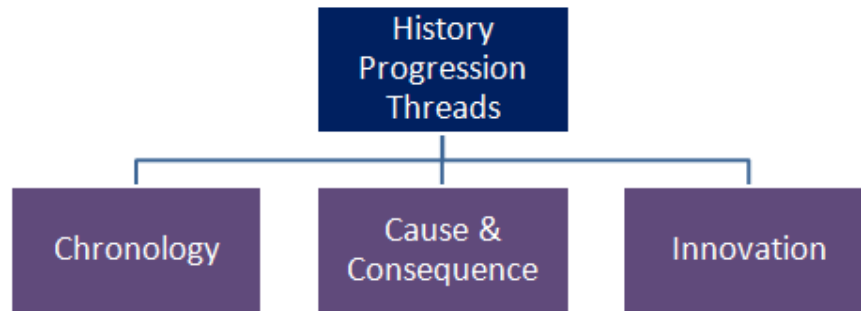 History
Progression
Threads
Chronology
Cause &
Consequence
Innovation